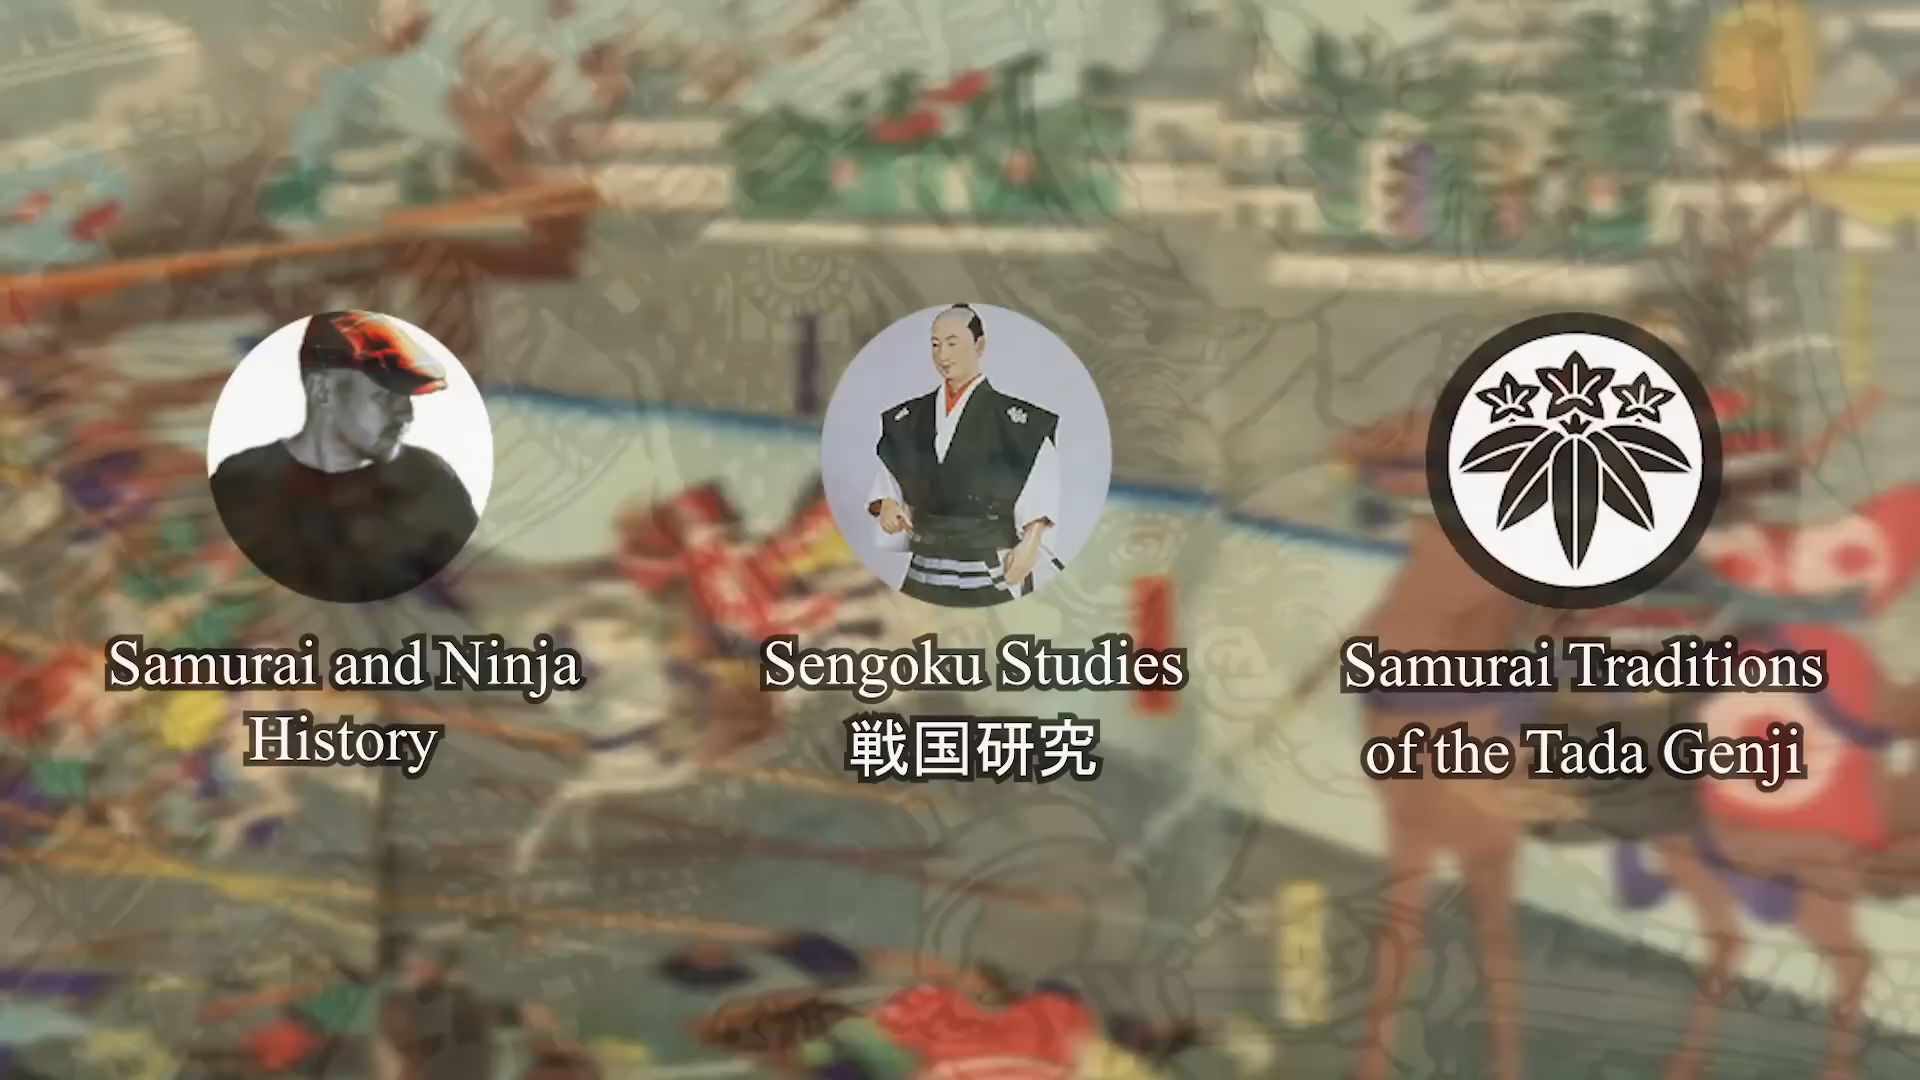 Samurai and Ninja
History
Sengoku Studies
戦国研究
Samurai Traditions
of the Tada Genji